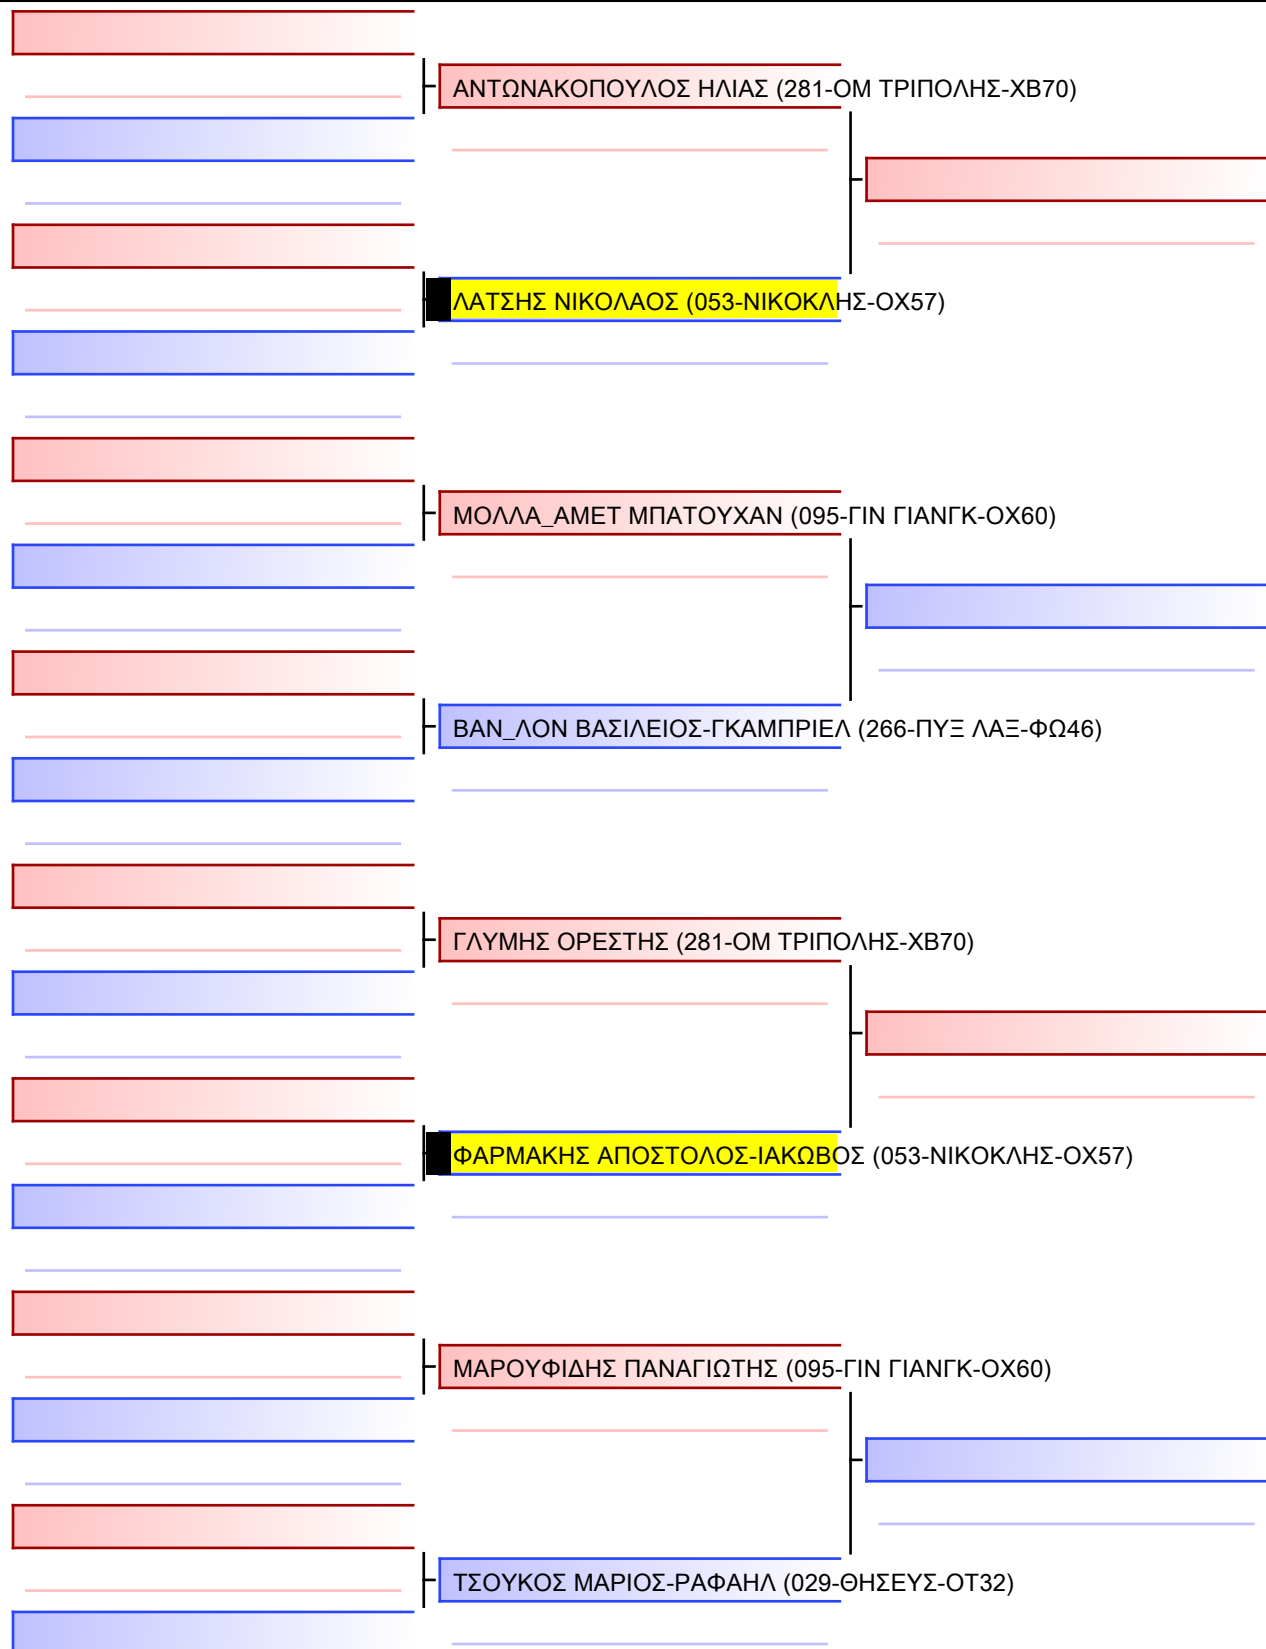 ΑΝΤΩΝΑΚΟΠΟΥΛΟΣ ΗΛΙΑΣ (281-ΟΜ ΤΡΙΠΟΛΗΣ-ΧΒ70)
ΛΑΤΣΗΣ ΝΙΚΟΛΑΟΣ (053-ΝΙΚΟΚΛΗΣ-ΟΧ57)
ΜΟΛΛΑ_ΑΜΕΤ ΜΠΑΤΟΥΧΑΝ (095-ΓΙΝ ΓΙΑΝΓΚ-ΟΧ60)
ΒΑΝ_ΛΟΝ ΒΑΣΙΛΕΙΟΣ-ΓΚΑΜΠΡΙΕΛ (266-ΠΥΞ ΛΑΞ-ΦΩ46)
ΓΛΥΜΗΣ ΟΡΕΣΤΗΣ (281-ΟΜ ΤΡΙΠΟΛΗΣ-ΧΒ70)
ΦΑΡΜΑΚΗΣ ΑΠΟΣΤΟΛΟΣ-ΙΑΚΩΒΟΣ (053-ΝΙΚΟΚΛΗΣ-ΟΧ57)
ΜΑΡΟΥΦΙΔΗΣ ΠΑΝΑΓΙΩΤΗΣ (095-ΓΙΝ ΓΙΑΝΓΚ-ΟΧ60)
ΤΣΟΥΚΟΣ ΜΑΡΙΟΣ-ΡΑΦΑΗΛ (029-ΘΗΣΕΥΣ-ΟΤ32)